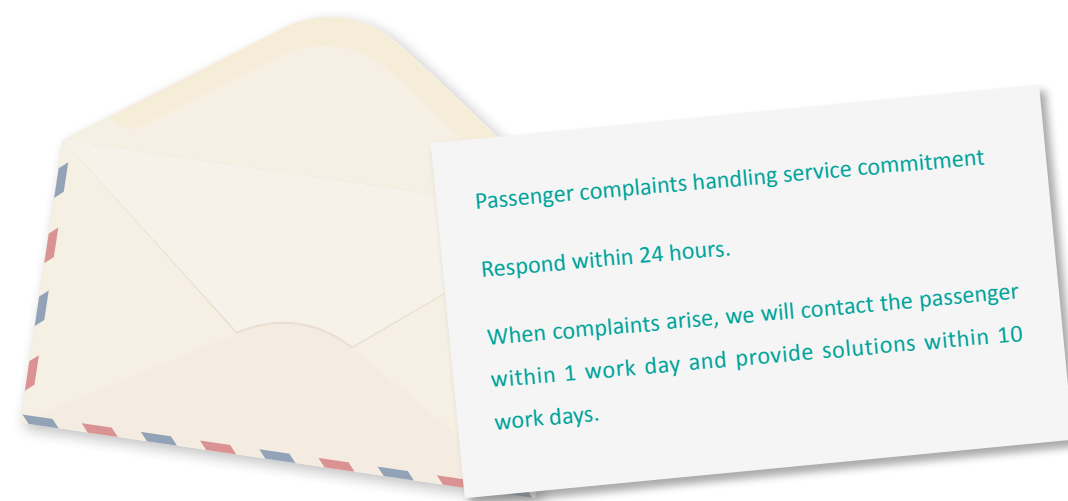 Passenger complaints handling service commitment
Respond within 24 hours.
When complaints arise, we will contact the passenger
within 1 work day and provide solutions within 10
work days.